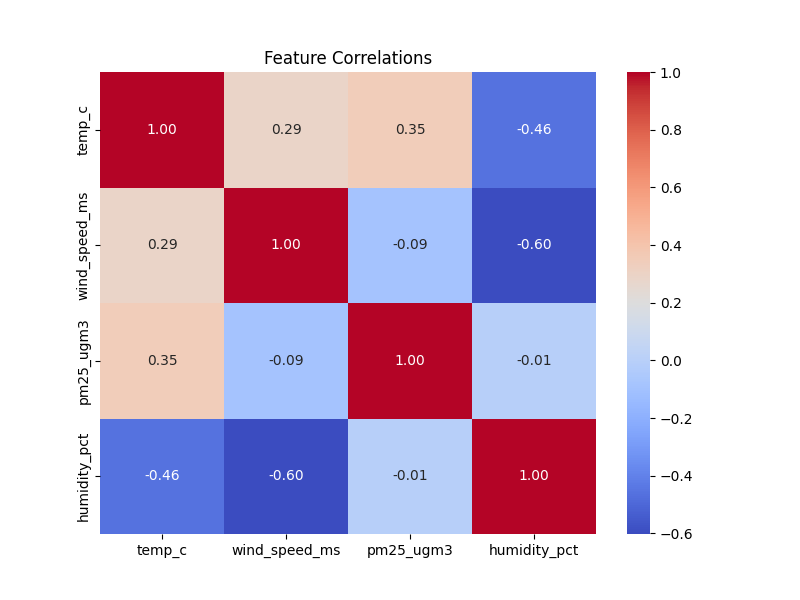 Feature Correlations
temp_c 1.00 0.29 0.35 -0.46
wind_speed_ms 0.29 1.00 -0.09 -0.60
pm25_ugm3 0.35 -0.09 1.00 -0.01
humidity_pct -0.46 -0.60 -0.01 1.00
temp_c wind_speed_ms pm25_ugm3 humidity_pct
1.0
0.8
0.6
0.4
0.2
0.0
−0.2
−0.4
−0.6